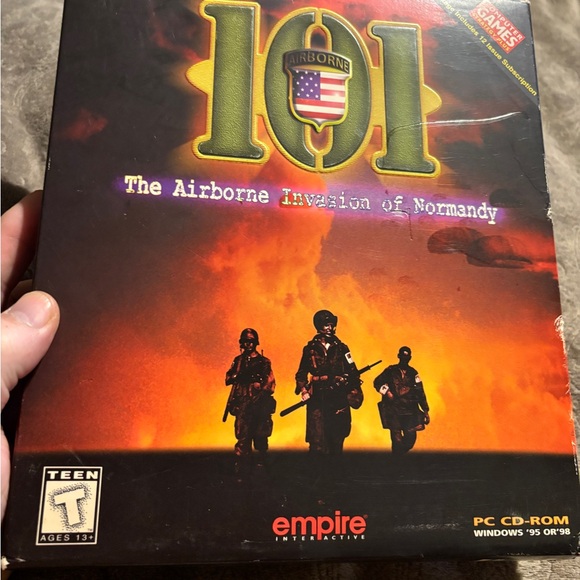 COMPUTER
GAMES
Includes 12 Issue Subscription
101
AIRBORNE
The Airborne Invasion of Normandy
TEEN
T
AGES 13+
empire
INTERACTIVE
PC CD-ROM
WINDOWS '95 OR '98